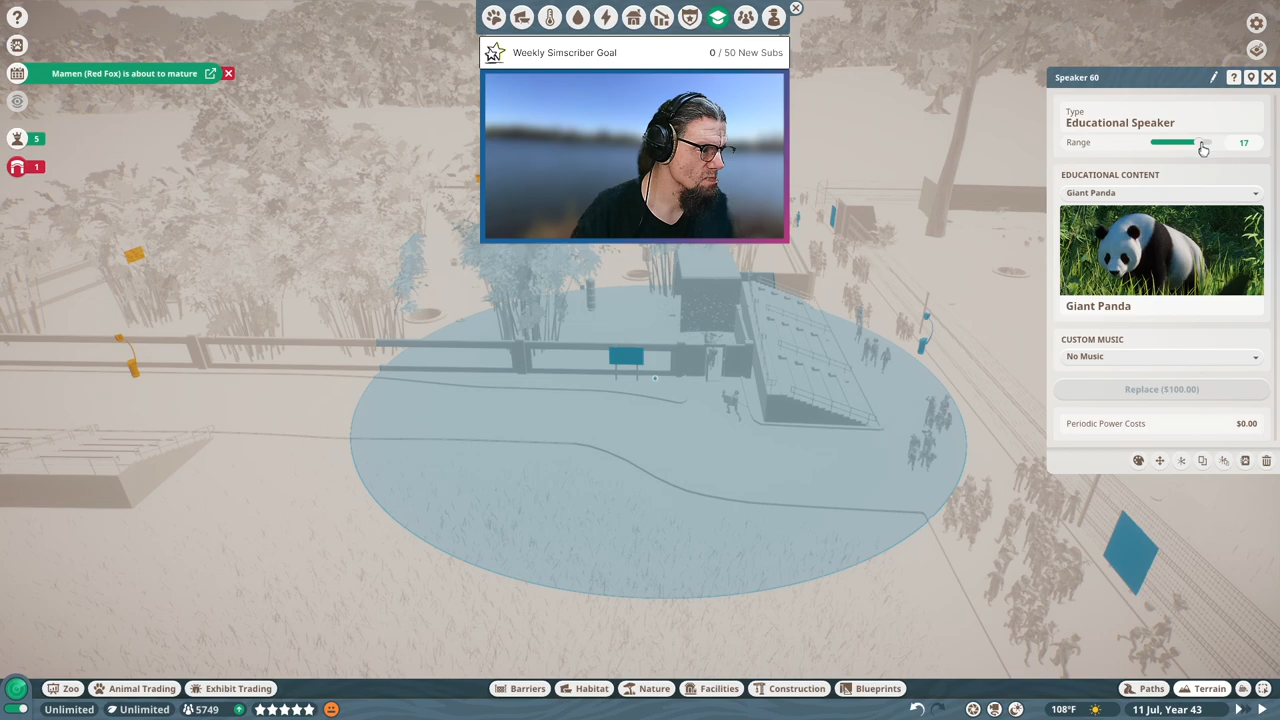 Weekly Simscriber Goal 0 / 50 New Subs
Mamen (Red Fox) is about to mature
5
1
Speaker 60
Type
Educational Speaker
Range 17
EDUCATIONAL CONTENT
Giant Panda
Giant Panda
CUSTOM MUSIC
No Music
Replace ($100.00)
Periodic Power Costs $0.00
Zoo Animal Trading Exhibit Trading Barriers Habitat Nature Facilities Construction Blueprints Paths Terrain
Unlimited Unlimited 5749 108°F 11 Jul, Year 43